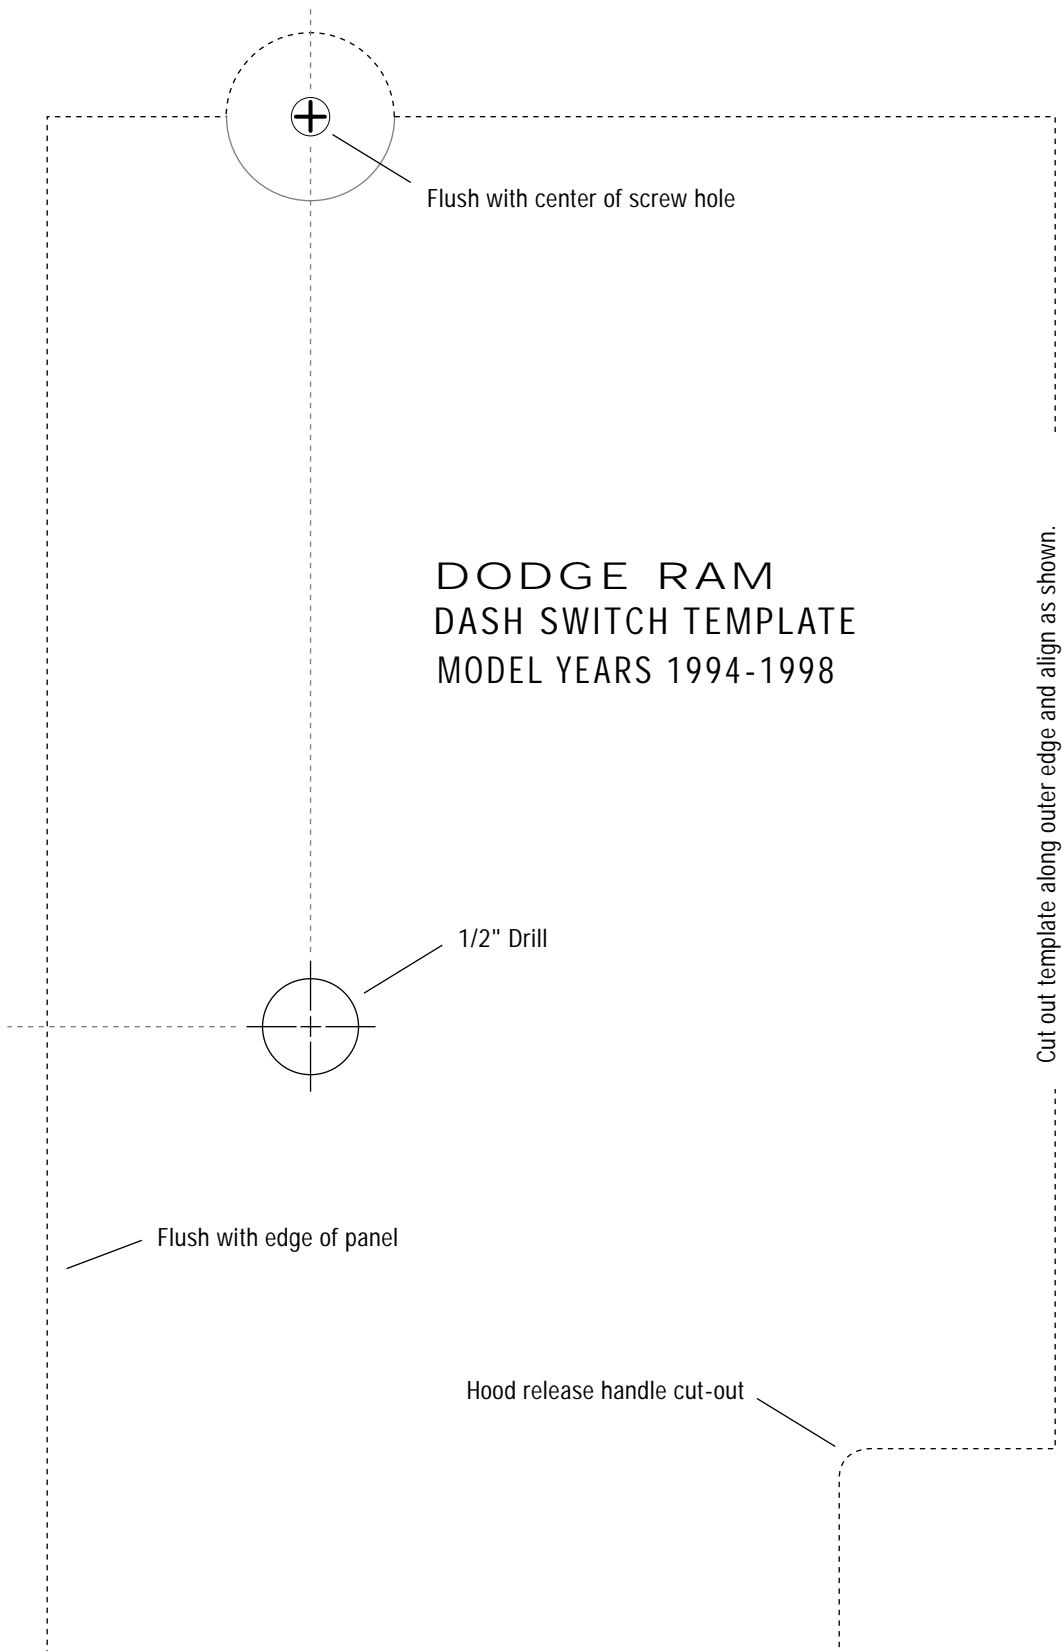 Flush with center of screw hole
DODGE RAM
DASH SWITCH TEMPLATE
MODEL YEARS 1994-1998
Cut out template along outer edge and align as shown.
1/2" Drill
Flush with edge of panel
Hood release handle cut-out